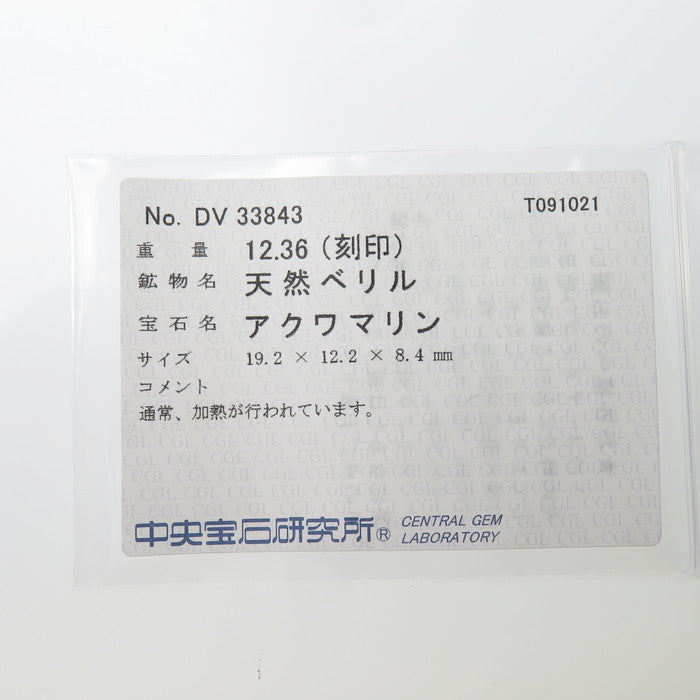 No. DV 33843 T091021
重量 12.36 (刻印)
鉱物名 天然ベリル
宝石名 アクワマリン
サイズ 19.2 × 12.2 × 8.4 mm
コメント
通常、加熱が行われています。
中央宝石研究所® CENTRAL GEM
LABORATORY